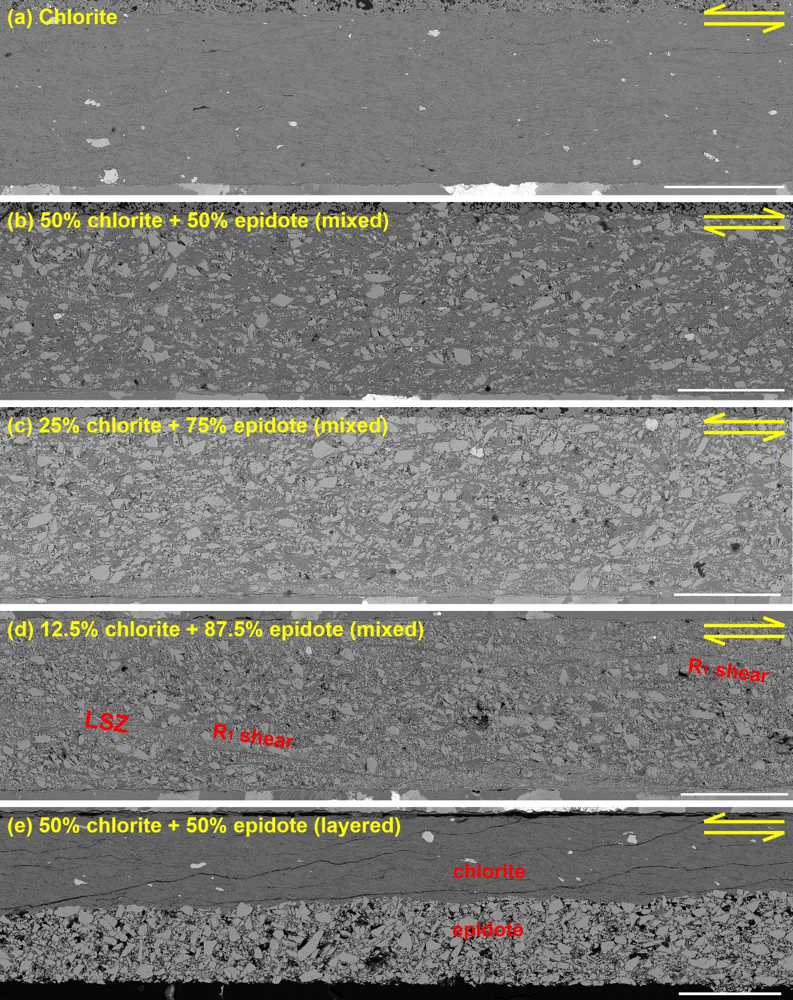 (a) Chlorite
(b) 50% chlorite + 50% epidote (mixed)
(c) 25% chlorite + 75% epidote (mixed)
(d) 12.5% chlorite + 87.5% epidote (mixed)
R1 shear
LSZ
R1 shear
(e) 50% chlorite + 50% epidote (layered)
chlorite
epidote